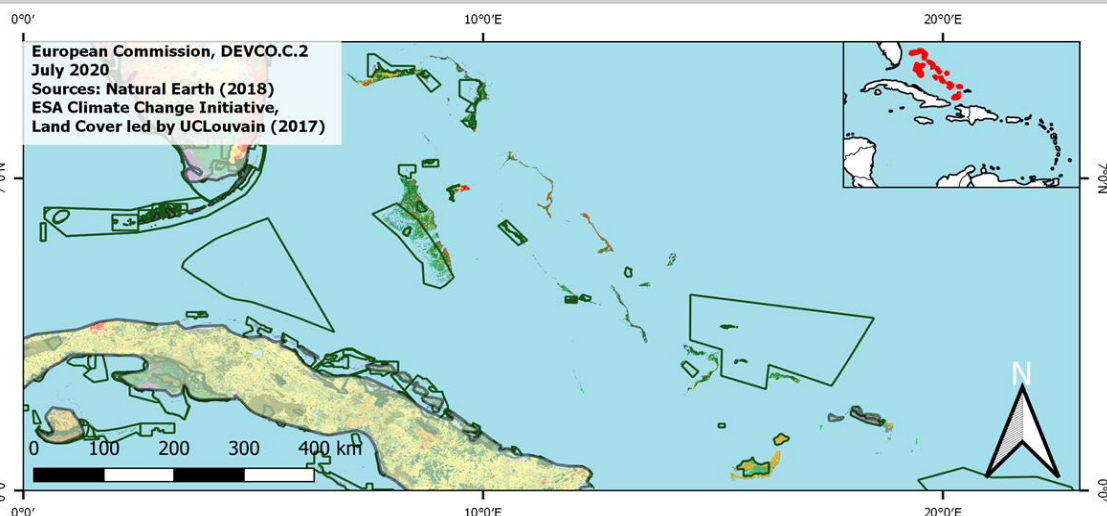 0°0′ 10°0′E 20°0′E
European Commission, DEVCO.C.2
July 2020
Sources: Natural Earth (2018)
ESA Climate Change Initiative,
Land Cover led by UCLouvain (2017)
N
0 100 200 300 400 km
0°0′ 10°0′E 20°0′E